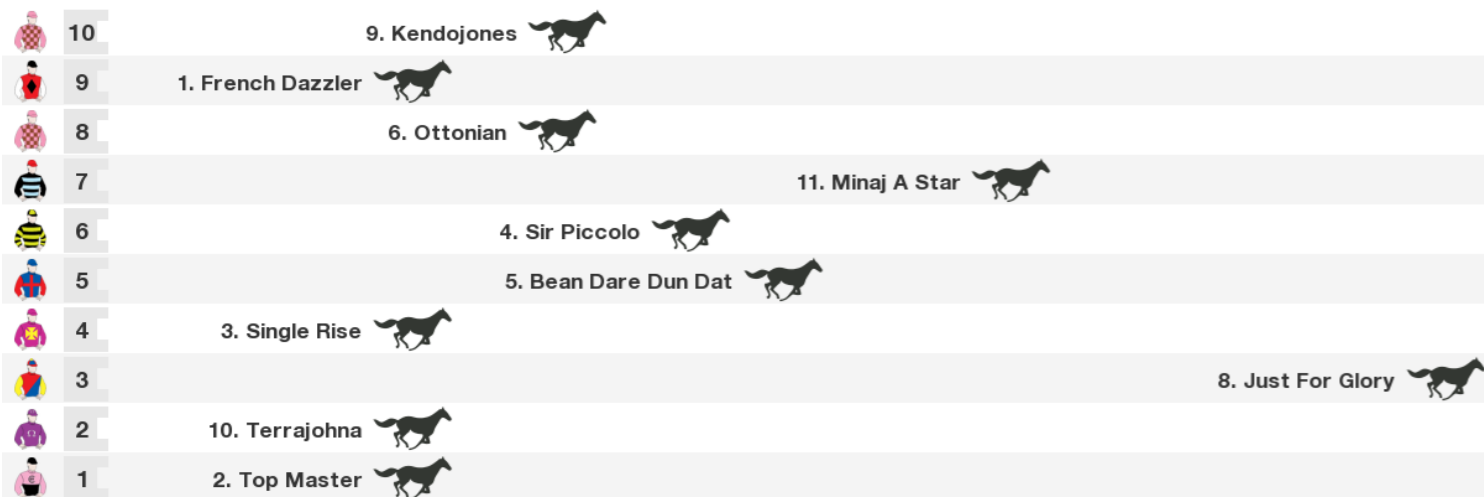 10 9. Kendojones
9 1. French Dazzler
8 6. Ottonian
7 11. Minaj A Star
6 4. Sir Piccolo
5 5. Bean Dare Dun Dat
4 3. Single Rise
3 8. Just For Glory
2 10. Terrajohna
1 2. Top Master